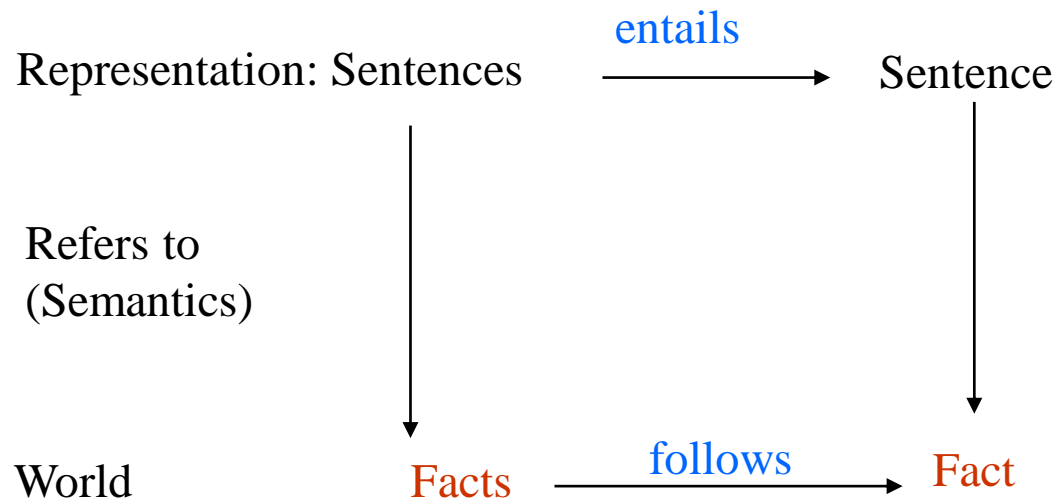 entails
Representation: Sentences Sentence
Refers to
(Semantics)
World Facts follows Fact